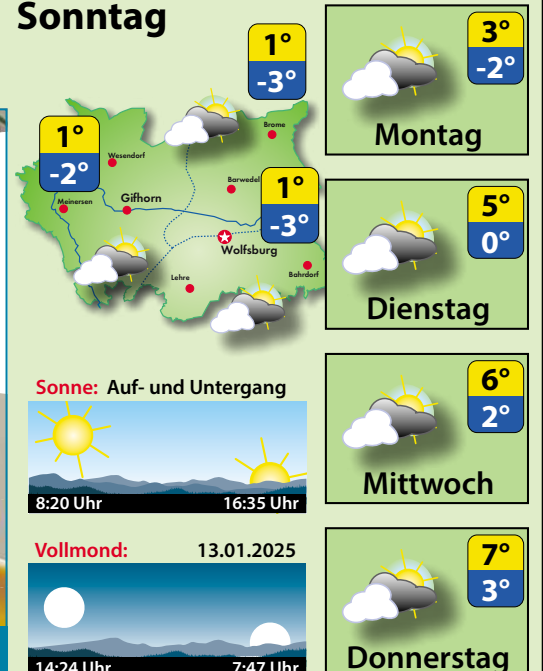 Sonntag
1°
-3°
1°
-2°
1°
-3°
Brome
Wesendorf
Barwedel
Meinersen
Gifhorn
Wolfsburg
Lehre
Bahrdorf
Sonne: Auf- und Untergang
8:20 Uhr 16:35 Uhr
Vollmond: 13.01.2025
14:24 Uhr 7:47 Uhr
3°
-2°
Montag
5°
0°
Dienstag
6°
2°
Mittwoch
7°
3°
Donnerstag